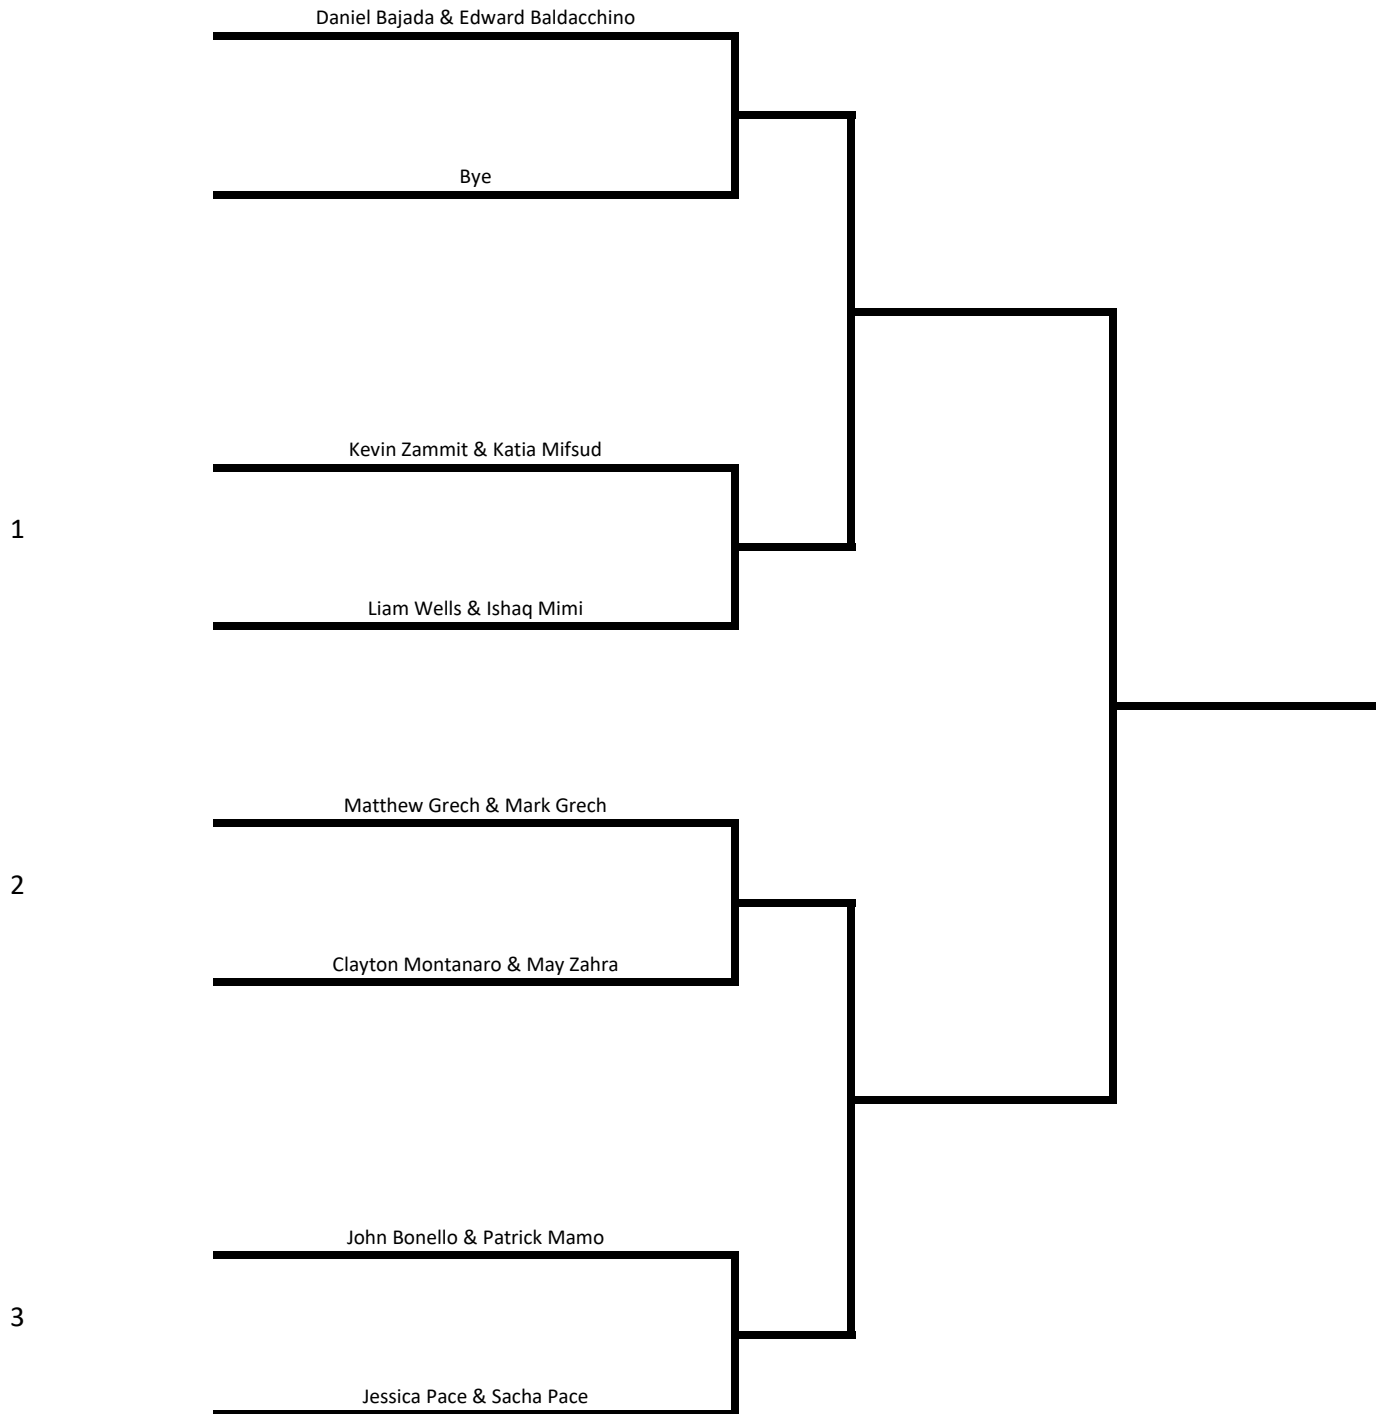 Daniel Bajada & Edward Baldacchino
Bye
Kevin Zammit & Katia Mifsud
1
Liam Wells & Ishaq Mimi
Matthew Grech & Mark Grech
2
Clayton Montanaro & May Zahra
John Bonello & Patrick Mamo
3
Jessica Pace & Sacha Pace